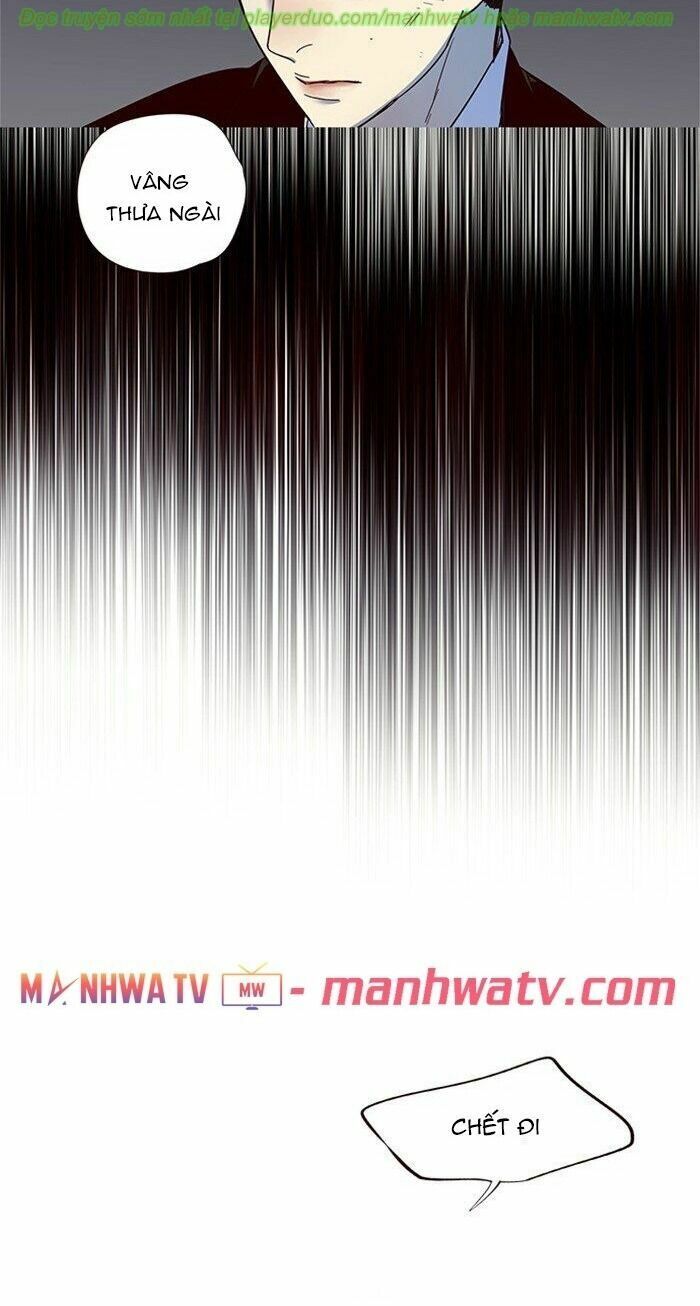 Đọc truyện sớm nhất tại playerduo.com/manhwatv hoặc manhwatv.com
VÂNG
THƯA NGÀI
MANHWA TV MW - manhwatv.com
CHẾT ĐI